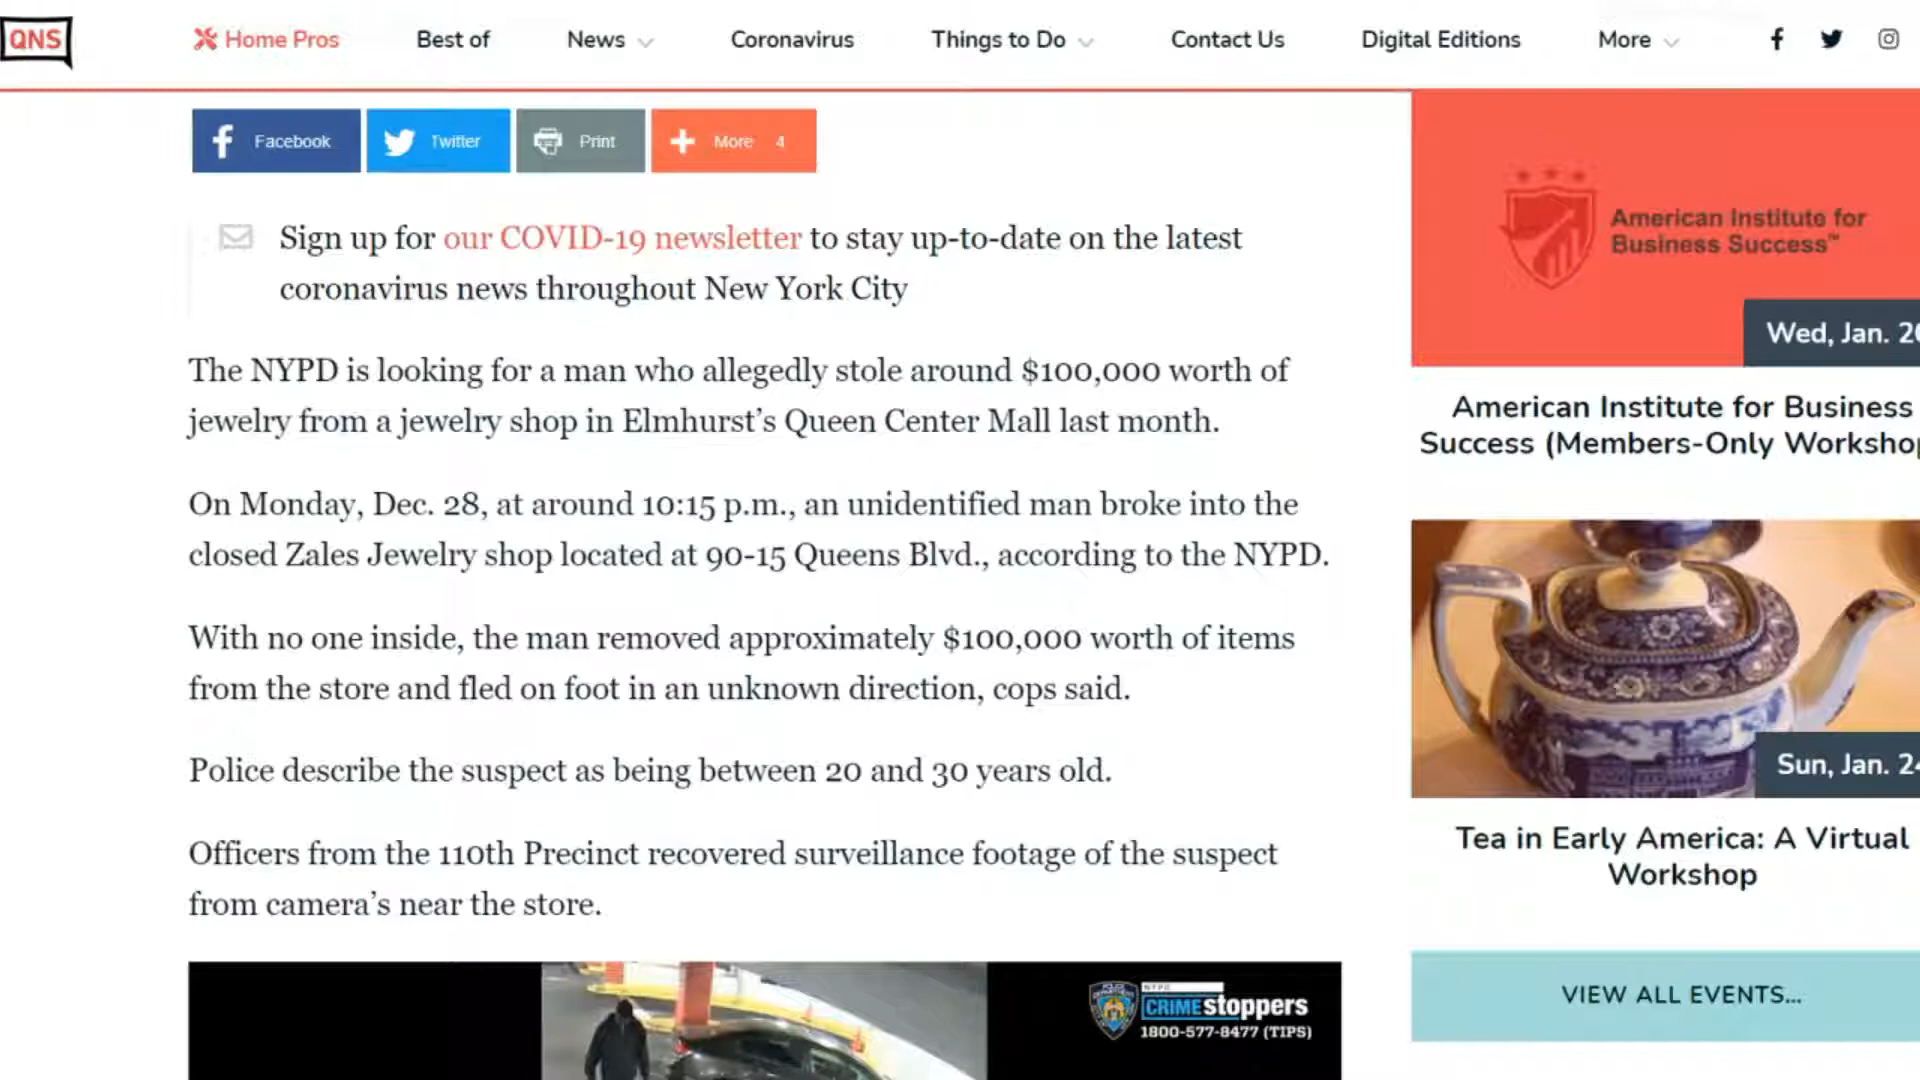 QNS
Home Pros
Best of
News
Coronavirus
Things to Do
Contact Us
Digital Editions
More
Facebook
Twitter
Print
More 4
Sign up for our COVID-19 newsletter to stay up-to-date on the latest
coronavirus news throughout New York City
The NYPD is looking for a man who allegedly stole around $100,000 worth of
jewelry from a jewelry shop in Elmhurst’s Queen Center Mall last month.
On Monday, Dec. 28, at around 10:15 p.m., an unidentified man broke into the
closed Zales Jewelry shop located at 90-15 Queens Blvd., according to the NYPD.
With no one inside, the man removed approximately $100,000 worth of items
from the store and fled on foot in an unknown direction, cops said.
Police describe the suspect as being between 20 and 30 years old.
Officers from the 110th Precinct recovered surveillance footage of the suspect
from camera’s near the store.
NYPD
CRIMEstoppers
1800-577-8477 (TIPS)
American Institute for
Business Success™
Wed, Jan. 20
American Institute for Business
Success (Members-Only Workshop
Sun, Jan. 24
Tea in Early America: A Virtual
Workshop
VIEW ALL EVENTS...